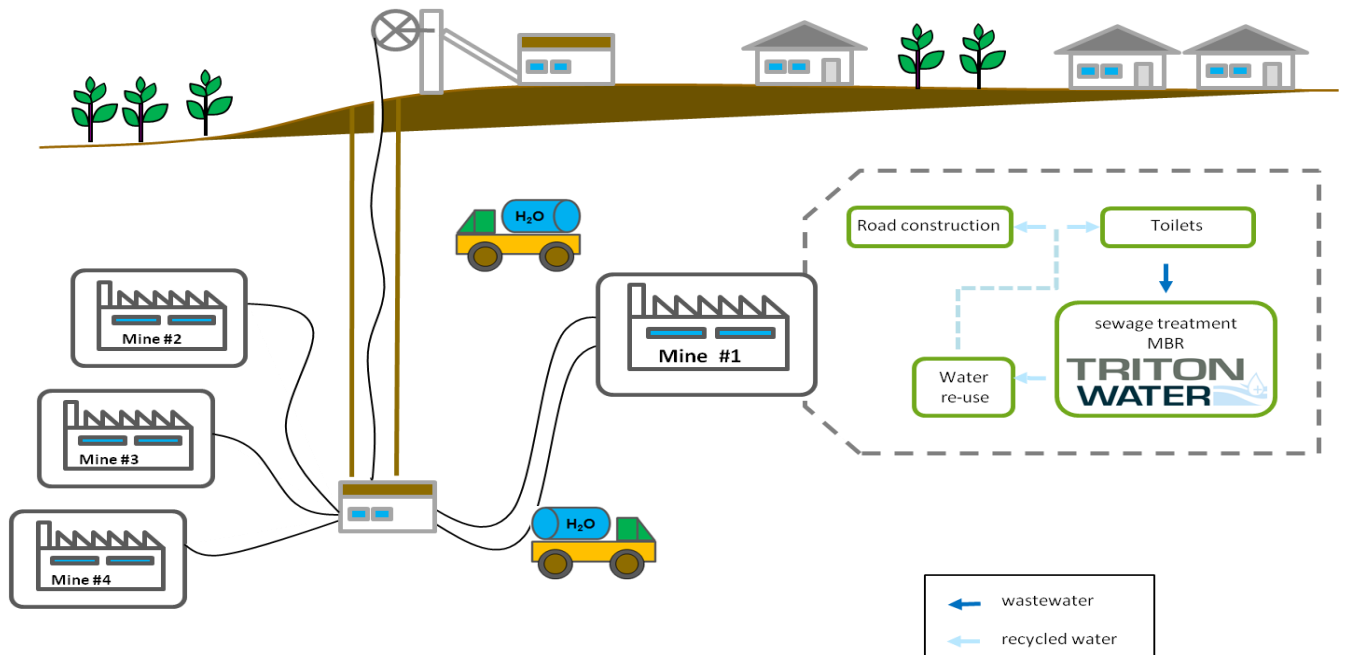 H₂O
Road construction
Toilets
Mine #2
Mine #1
sewage treatment
MBR
TRITON
WATER
Water
re-use
Mine #3
H₂O
Mine #4
wastewater
recycled water